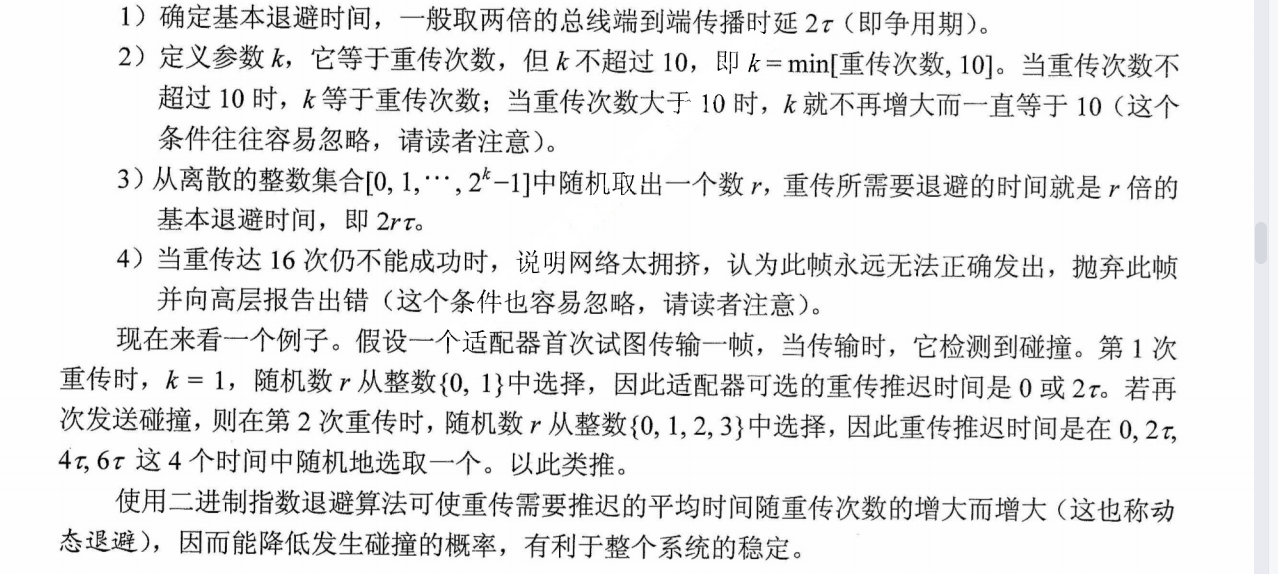 1）确定基本退避时间，一般取两倍的总线端到端传播时延 2τ（即争用期）。
2）定义参数 k，它等于重传次数，但 k 不超过 10，即 k = min[重传次数, 10]。当重传次数不
超过 10 时，k 等于重传次数；当重传次数大于 10 时，k 就不再增大而一直等于 10（这个
条件往往容易忽略，请读者注意）。
3）从离散的整数集合[0, 1,⋯, 2ᵏ−1]中随机取出一个数 r，重传所需要退避的时间就是 r 倍的
基本退避时间，即 2rτ。
4）当重传达 16 次仍不能成功时，说明网络太拥挤，认为此帧永远无法正确发出，抛弃此帧
并向高层报告出错（这个条件也容易忽略，请读者注意）。
现在来看一个例子。假设一个适配器首次试图传输一帧，当传输时，它检测到碰撞。第 1 次
重传时，k = 1，随机数 r 从整数{0, 1}中选择，因此适配器可选的重传推迟时间是 0 或 2τ。若再
次发送碰撞，则在第 2 次重传时，随机数 r 从整数{0, 1, 2, 3}中选择，因此重传推迟时间是在 0, 2τ,
4τ, 6τ 这 4 个时间中随机地选取一个。以此类推。
使用二进制指数退避算法可使重传需要推迟的平均时间随重传次数的增大而增大（这也称动
态退避），因而能降低发生碰撞的概率，有利于整个系统的稳定。